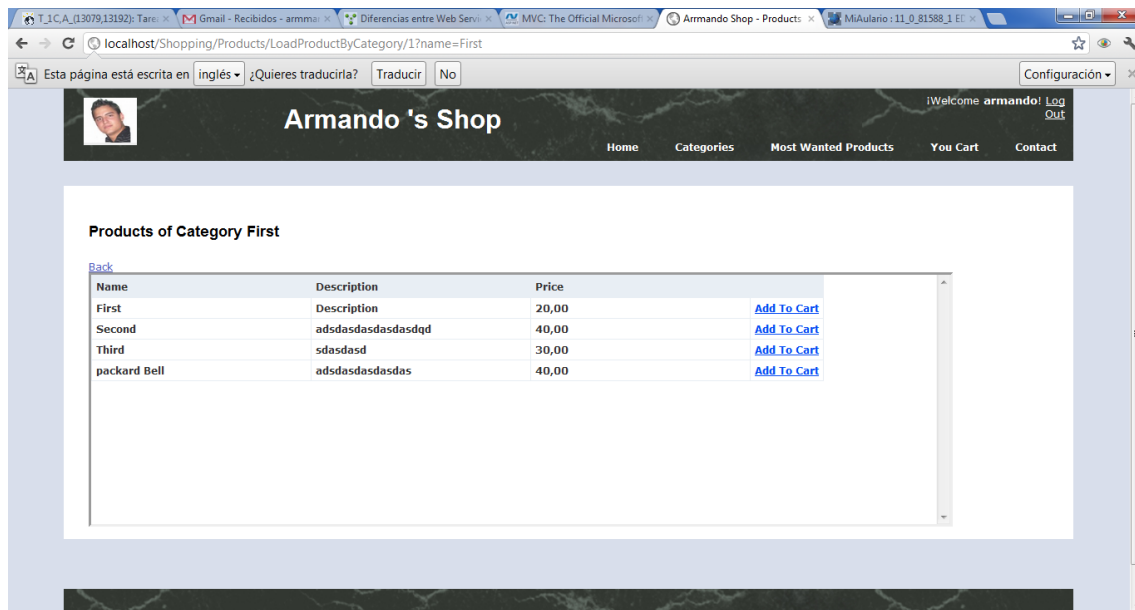 T_1C,A_(13079,13192): Tare
Gmail - Recibidos - armmar
Diferencias entre Web Servi
MVC: The Official Microsoft
Armando Shop - Products
MiAulario : 11_0_81588_1 E
localhost/Shopping/Products/LoadProductByCategory/1?name=First
Esta página está escrita en inglés ¿Quieres traducirla? Traducir No Configuración
Armando 's Shop
¡Welcome armando! Log
Out
Home Categories Most Wanted Products You Cart Contact
Products of Category First
Back
Name Description Price
First Description 20,00 Add To Cart
Second adsdasdasdasdasdqd 40,00 Add To Cart
Third sdasdasd 30,00 Add To Cart
packard Bell adsdasdasdasdas 40,00 Add To Cart